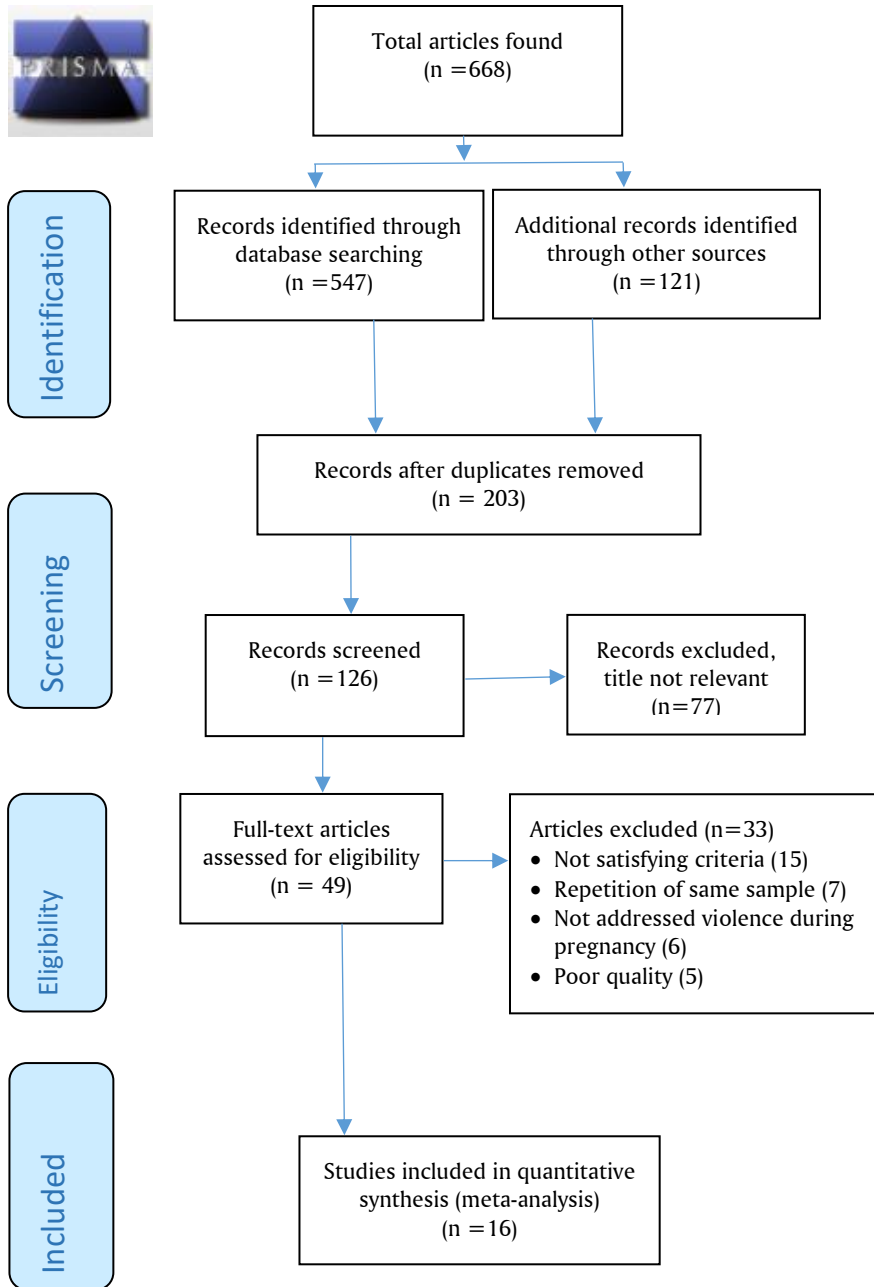 PRISMA
Total articles found
(n =668)
Identification
Records identified through
database searching
(n =547)
Additional records identified
through other sources
(n =121)
Records after duplicates removed
(n = 203)
Screening
Records screened
(n =126)
Records excluded,
title not relevant
(n=77)
Eligibility
Full-text articles
assessed for eligibility
(n = 49)
Articles excluded (n=33)
• Not satisfying criteria (15)
• Repetition of same sample (7)
• Not addressed violence during
pregnancy (6)
• Poor quality (5)
Included
Studies included in quantitative
synthesis (meta-analysis)
(n =16)